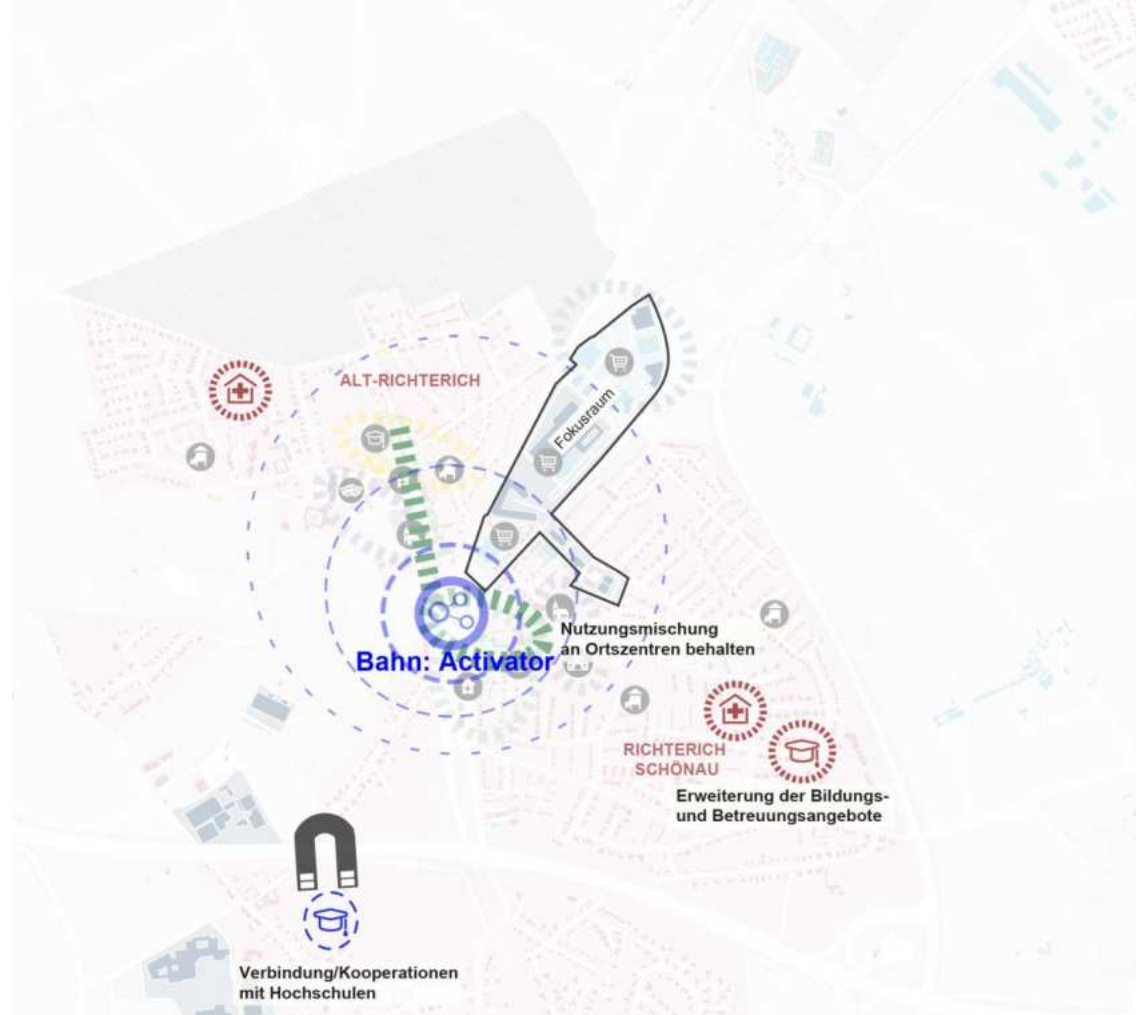 ALT-RICHTERICH
Fokusraum
Nutzungsmischung
an Ortszentren behalten
Bahn: Activator
RICHTERICH
SCHÖNAU
Erweiterung der Bildungs-
und Betreuungsangebote
Verbindung/Kooperationen
mit Hochschulen